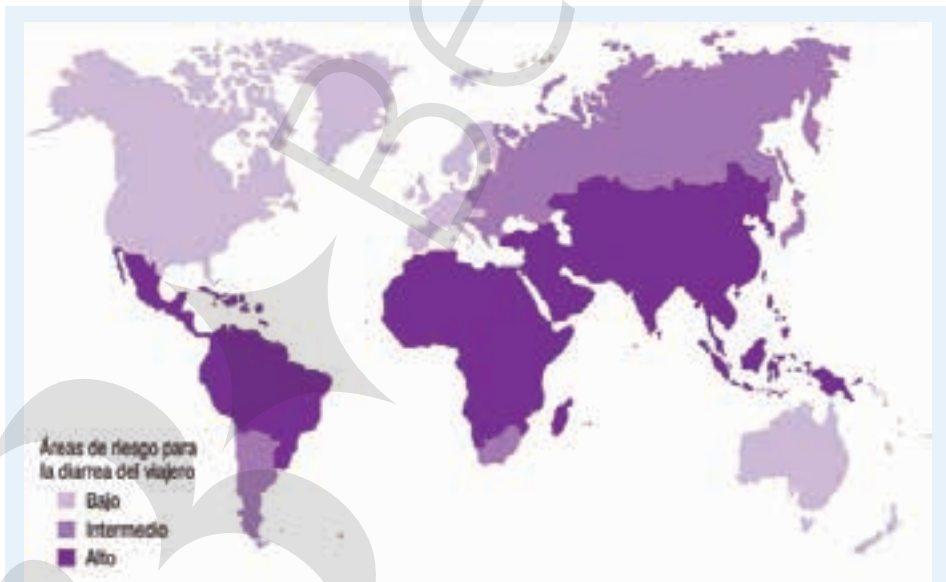 Áreas de riesgo para
la diarrea del viajero
Bajo
Intermedio
Alto